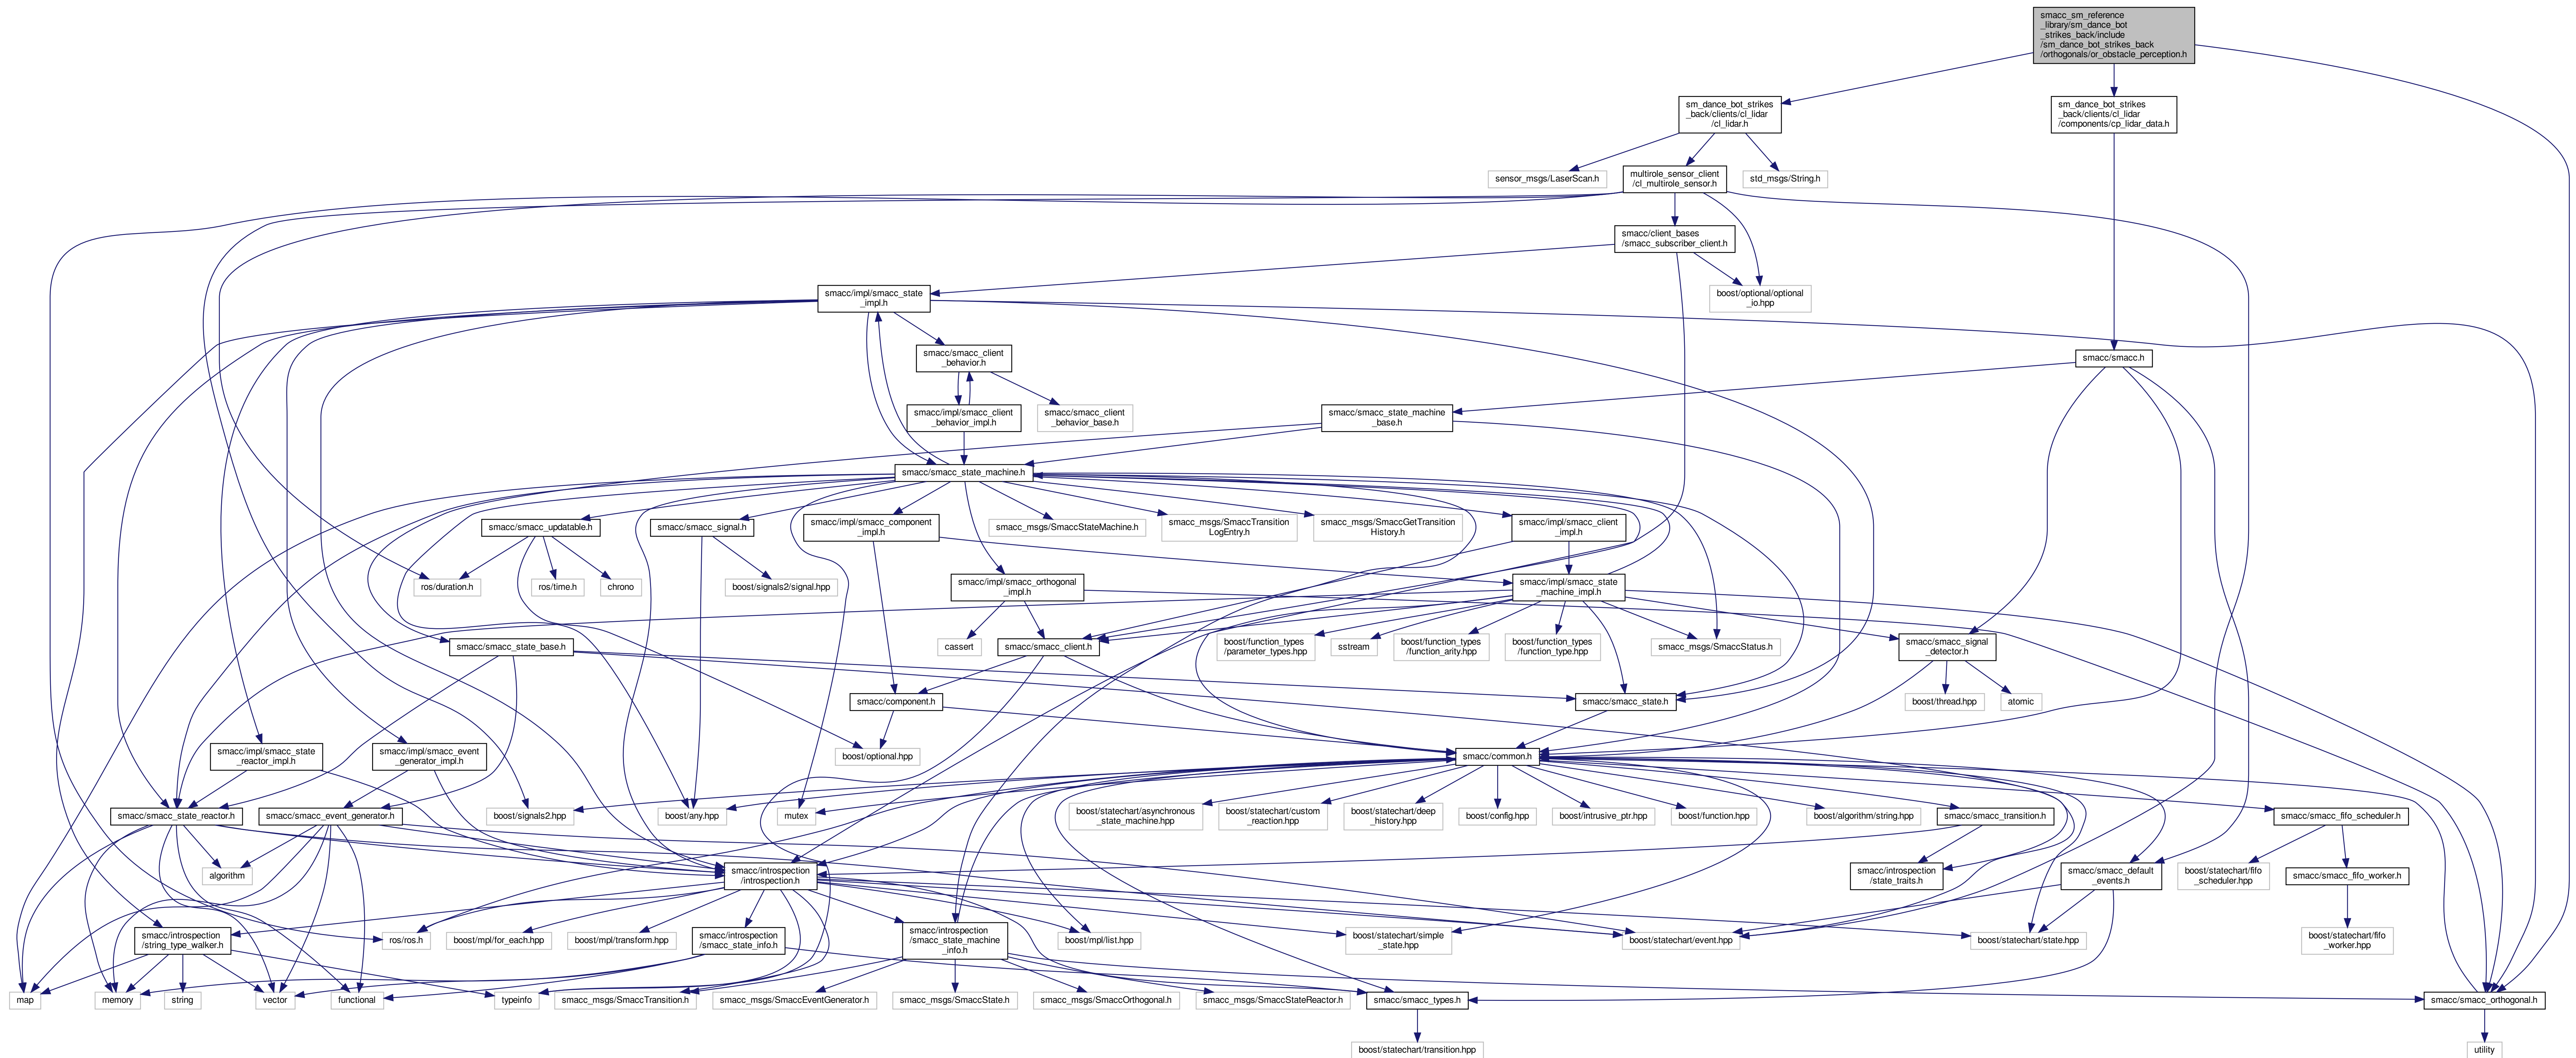 smacc_sm_reference
_library/sm_dance_bot
_strikes_back/include
/sm_dance_bot_strikes_back
/orthogonals/or_obstacle_perception.h
sm_dance_bot_strikes
_back/clients/cl_lidar
/cl_lidar.h
sm_dance_bot_strikes
_back/clients/cl_lidar
/components/cp_lidar_data.h
sensor_msgs/LaserScan.h
multirole_sensor_client
/cl_multirole_sensor.h
std_msgs/String.h
smacc/client_bases
/smacc_subscriber_client.h
smacc/impl/smacc_state
_impl.h
boost/optional/optional
_io.hpp
smacc/smacc_client
_behavior.h
smacc/smacc.h
smacc/impl/smacc_client
_behavior_impl.h
smacc/smacc_client
_behavior_base.h
smacc/smacc_state_machine
_base.h
smacc/smacc_state_machine.h
smacc/smacc_updatable.h
smacc/smacc_signal.h
smacc/impl/smacc_component
_impl.h
smacc_msgs/SmaccStateMachine.h
smacc_msgs/SmaccTransition
LogEntry.h
smacc_msgs/SmaccGetTransition
History.h
smacc/impl/smacc_client
_impl.h
ros/duration.h
ros/time.h
chrono
boost/signals2/signal.hpp
smacc/impl/smacc_orthogonal
_impl.h
smacc/impl/smacc_state
_machine_impl.h
smacc/smacc_state_base.h
cassert
smacc/smacc_client.h
boost/function_types
/parameter_types.hpp
sstream
boost/function_types
/function_arity.hpp
boost/function_types
/function_type.hpp
smacc_msgs/SmaccStatus.h
smacc/smacc_signal
_detector.h
smacc/component.h
smacc/smacc_state.h
boost/thread.hpp
atomic
smacc/impl/smacc_state
_reactor_impl.h
smacc/impl/smacc_event
_generator_impl.h
boost/optional.hpp
smacc/common.h
smacc/smacc_state_reactor.h
smacc/smacc_event_generator.h
boost/signals2.hpp
boost/any.hpp
mutex
boost/statechart/asynchronous
_state_machine.hpp
boost/statechart/custom
_reaction.hpp
boost/statechart/deep
_history.hpp
boost/config.hpp
boost/intrusive_ptr.hpp
boost/function.hpp
boost/algorithm/string.hpp
smacc/smacc_transition.h
smacc/smacc_fifo_scheduler.h
algorithm
smacc/introspection
/introspection.h
smacc/introspection
/state_traits.h
smacc/smacc_default
_events.h
boost/statechart/fifo
_scheduler.hpp
smacc/smacc_fifo_worker.h
smacc/introspection
/string_type_walker.h
ros/ros.h
boost/mpl/for_each.hpp
boost/mpl/transform.hpp
smacc/introspection
/smacc_state_info.h
smacc/introspection
/smacc_state_machine
_info.h
boost/mpl/list.hpp
boost/statechart/simple
_state.hpp
boost/statechart/event.hpp
boost/statechart/state.hpp
boost/statechart/fifo
_worker.hpp
map
memory
string
vector
functional
typeinfo
smacc_msgs/SmaccTransition.h
smacc_msgs/SmaccEventGenerator.h
smacc_msgs/SmaccState.h
smacc_msgs/SmaccOrthogonal.h
smacc_msgs/SmaccStateReactor.h
smacc/smacc_types.h
smacc/smacc_orthogonal.h
boost/statechart/transition.hpp
utility